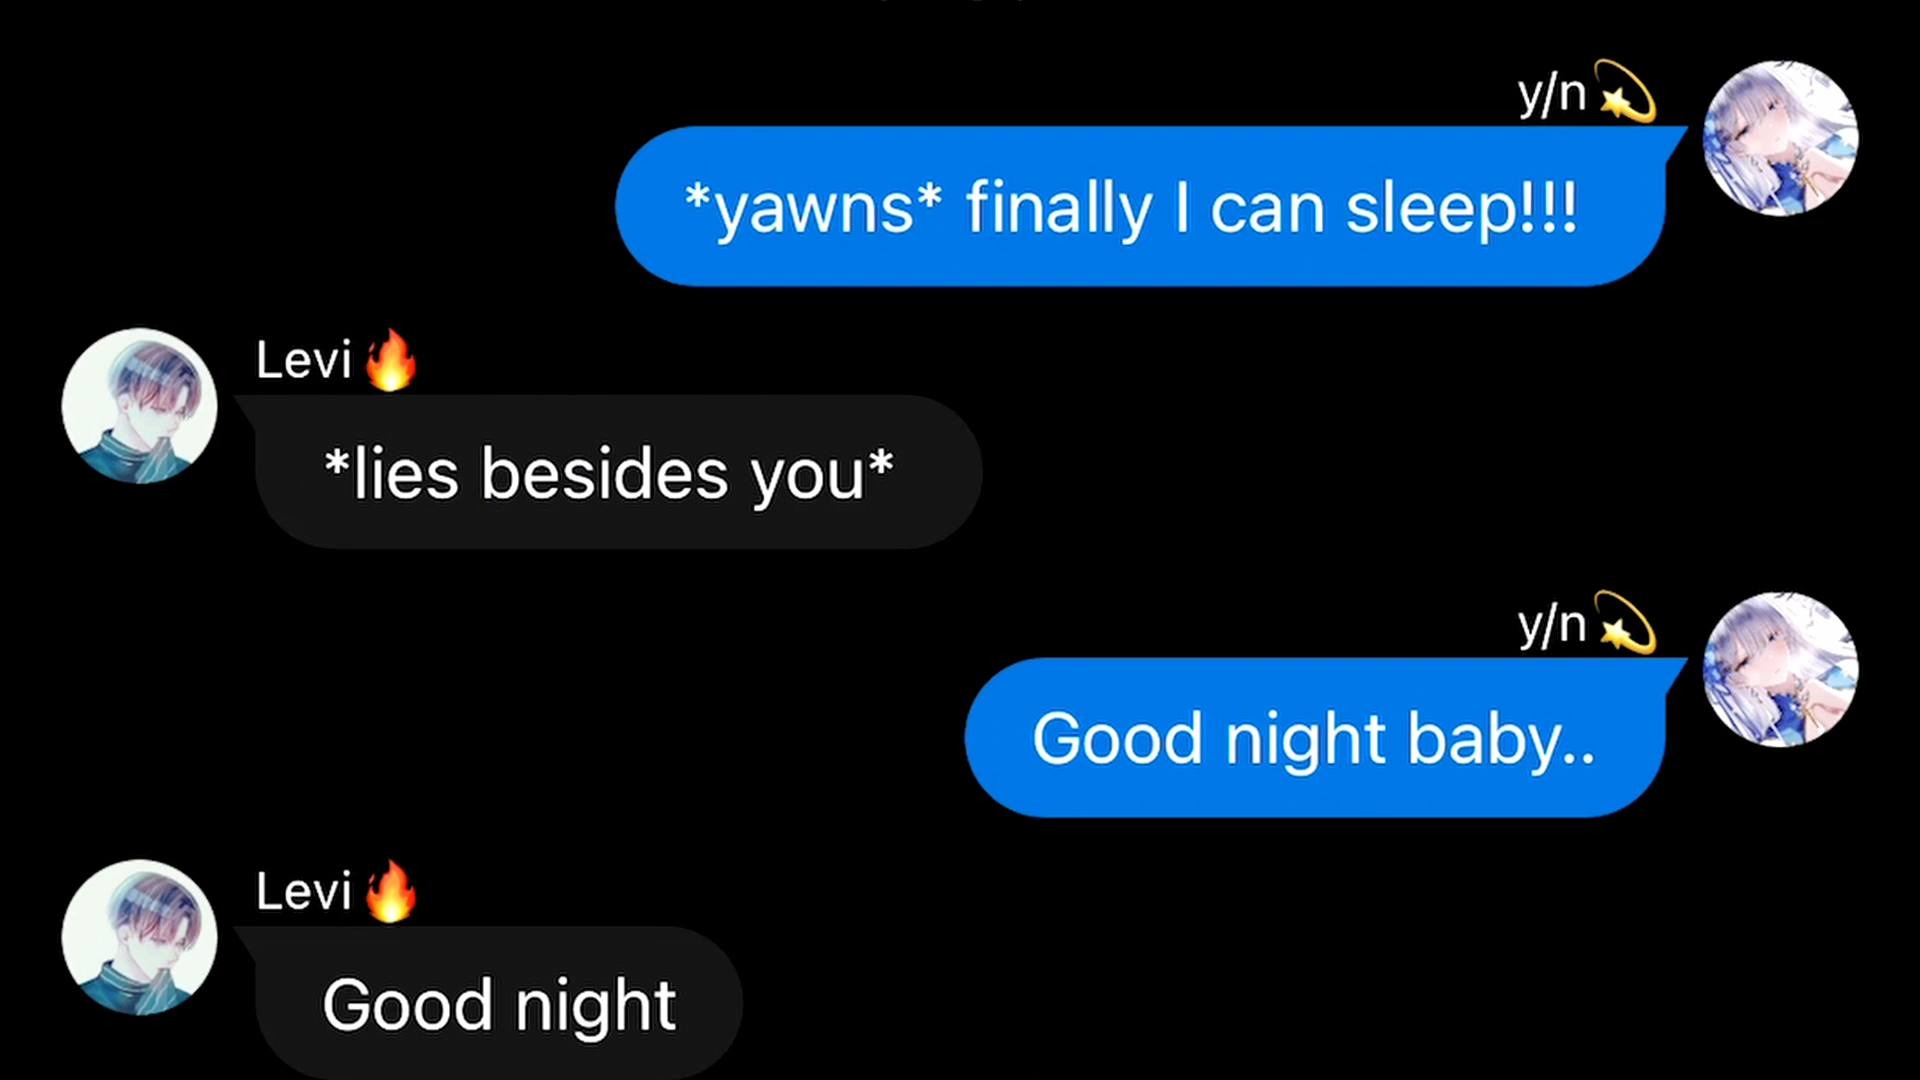 y/n💫
*yawns* finally I can sleep!!!
Levi🔥
*lies besides you*
y/n💫
Good night baby..
Levi🔥
Good night